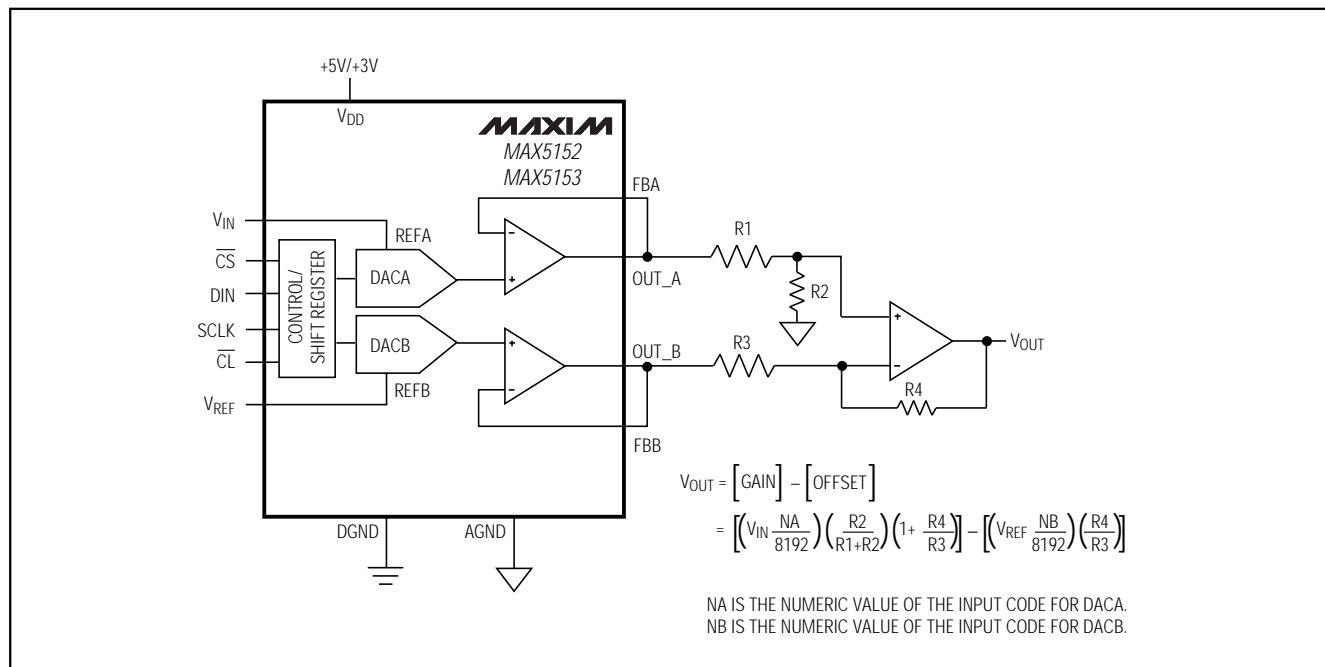 +5V/+3V
VDD
MAXIM
MAX5152
MAX5153
FBA
VIN
REFA
R1
CS
DIN
SCLK
CL
CONTROL/
SHIFT REGISTER
DACA
−
+
OUT_A
R2
+
−
VOUT
DACB
+
−
OUT_B
R3
R4
REFB
VREF
FBB
DGND
AGND
VOUT = [GAIN] – [OFFSET]
= [(VIN NA/8192)(R2/R1+R2)(1+ R4/R3)] – [(VREF NB/8192)(R4/R3)]
NA IS THE NUMERIC VALUE OF THE INPUT CODE FOR DACA.
NB IS THE NUMERIC VALUE OF THE INPUT CODE FOR DACB.